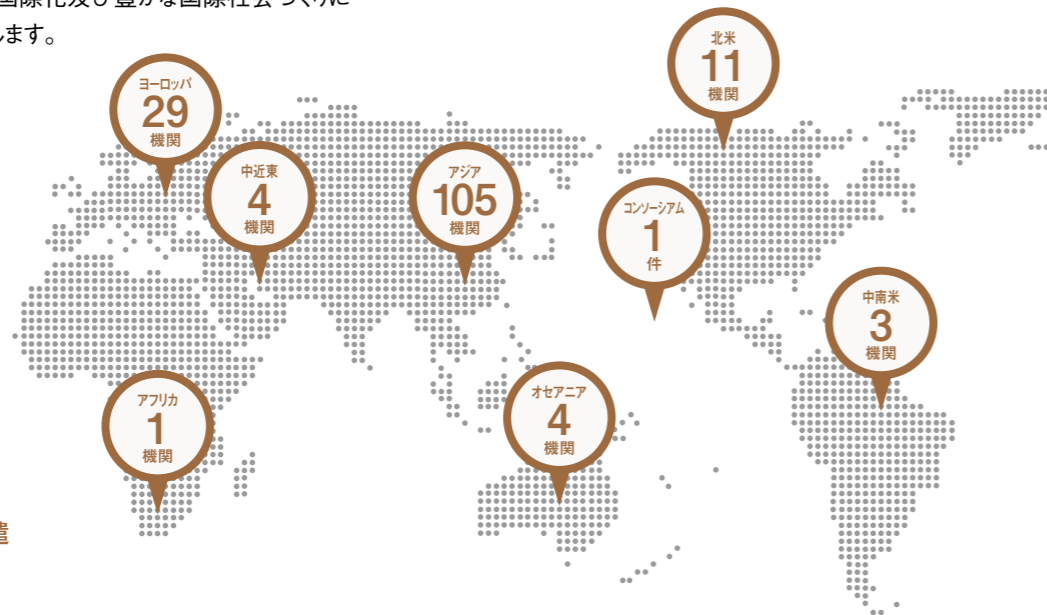 国際化及び豊かな国際社会づくりに
します。
北米
11
機関
ヨーロッパ
29
機関
中近東
4
機関
アジア
105
機関
コンソーシアム
1
件
中南米
3
機関
アフリカ
1
機関
オセアニア
4
機関
遣